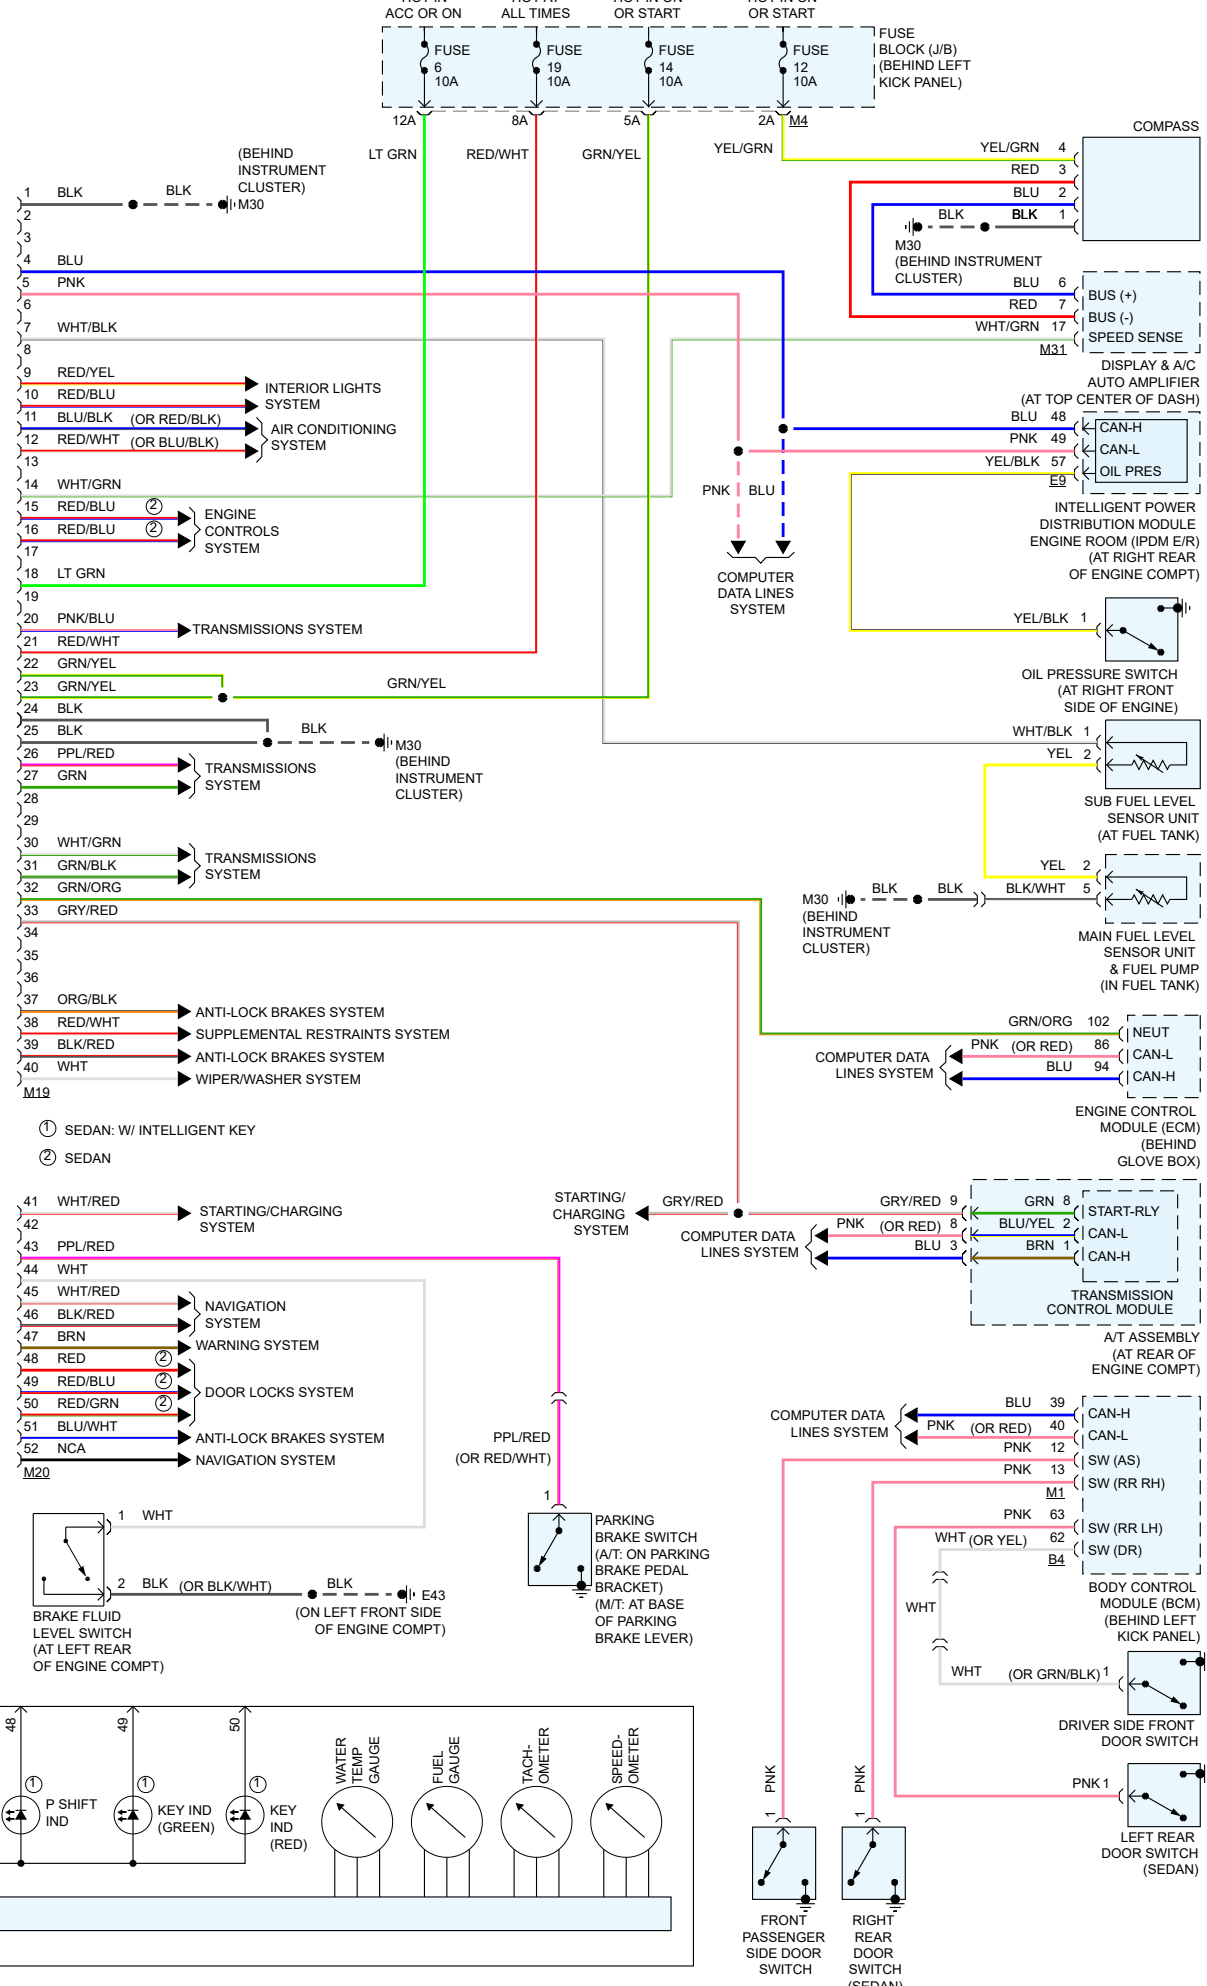 HOT IN
ACC OR ON
HOT AT
ALL TIMES
HOT IN ON
OR START
HOT IN ON
OR START
FUSE
6
10A
FUSE
19
10A
FUSE
14
10A
FUSE
12
10A
FUSE
BLOCK (J/B)
(BEHIND LEFT
KICK PANEL)
12A
8A
5A
2A M4
LT GRN
RED/WHT
GRN/YEL
YEL/GRN
COMPASS
YEL/GRN 4
RED 3
BLU 2
BLK BLK 1
M30
(BEHIND INSTRUMENT
CLUSTER)
BLU 6 BUS (+)
RED 7 BUS (-)
WHT/GRN 17 SPEED SENSE
M31
DISPLAY & A/C
AUTO AMPLIFIER
(AT TOP CENTER OF DASH)
BLU 48 CAN-H
PNK 49 CAN-L
YEL/BLK 57 OIL PRES
E9
INTELLIGENT POWER
DISTRIBUTION MODULE
ENGINE ROOM (IPDM E/R)
(AT RIGHT REAR
OF ENGINE COMPT)
PNK BLU
COMPUTER
DATA LINES
SYSTEM
YEL/BLK 1
OIL PRESSURE SWITCH
(AT RIGHT FRONT
SIDE OF ENGINE)
WHT/BLK 1
YEL 2
SUB FUEL LEVEL
SENSOR UNIT
(AT FUEL TANK)
YEL 2
M30 BLK BLK BLK/WHT 5
(BEHIND
INSTRUMENT
CLUSTER)
MAIN FUEL LEVEL
SENSOR UNIT
& FUEL PUMP
(IN FUEL TANK)
GRN/ORG 102 NEUT
PNK (OR RED) 86 CAN-L
BLU 94 CAN-H
COMPUTER DATA
LINES SYSTEM
ENGINE CONTROL
MODULE (ECM)
(BEHIND
GLOVE BOX)
1 BLK BLK
(BEHIND
INSTRUMENT
CLUSTER)
M30
2
3
4 BLU
5 PNK
6
7 WHT/BLK
8
9 RED/YEL
10 RED/BLU
INTERIOR LIGHTS
SYSTEM
11 BLU/BLK (OR RED/BLK)
12 RED/WHT (OR BLU/BLK)
AIR CONDITIONING
SYSTEM
13
14 WHT/GRN
15 RED/BLU 2
16 RED/BLU 2
ENGINE
CONTROLS
SYSTEM
17
18 LT GRN
19
20 PNK/BLU TRANSMISSIONS SYSTEM
21 RED/WHT
22 GRN/YEL
23 GRN/YEL GRN/YEL
24 BLK
25 BLK BLK
M30
(BEHIND
INSTRUMENT
CLUSTER)
26 PPL/RED
27 GRN
TRANSMISSIONS
SYSTEM
28
29
30 WHT/GRN
31 GRN/BLK
TRANSMISSIONS
SYSTEM
32 GRN/ORG
33 GRY/RED
34
35
36
37 ORG/BLK ANTI-LOCK BRAKES SYSTEM
38 RED/WHT SUPPLEMENTAL RESTRAINTS SYSTEM
39 BLK/RED ANTI-LOCK BRAKES SYSTEM
40 WHT WIPER/WASHER SYSTEM
M19
1 SEDAN: W/ INTELLIGENT KEY
2 SEDAN
41 WHT/RED STARTING/CHARGING
SYSTEM
42
43 PPL/RED
44 WHT
45 WHT/RED
46 BLK/RED
NAVIGATION
SYSTEM
47 BRN WARNING SYSTEM
48 RED 2
49 RED/BLU 2
50 RED/GRN 2
DOOR LOCKS SYSTEM
51 BLU/WHT ANTI-LOCK BRAKES SYSTEM
52 NCA NAVIGATION SYSTEM
M20
STARTING/
CHARGING
SYSTEM
GRY/RED
GRY/RED 9
PNK (OR RED) 8
BLU 3
COMPUTER DATA
LINES SYSTEM
GRN 8 START-RLY
BLU/YEL 2 CAN-L
BRN 1 CAN-H
TRANSMISSION
CONTROL MODULE
A/T ASSEMBLY
(AT REAR OF
ENGINE COMPT)
PPL/RED
(OR RED/WHT)
1
PARKING
BRAKE SWITCH
(A/T: ON PARKING
BRAKE PEDAL
BRACKET)
(M/T: AT BASE
OF PARKING
BRAKE LEVER)
1 WHT
2 BLK (OR BLK/WHT) BLK E43
(ON LEFT FRONT SIDE
OF ENGINE COMPT)
BRAKE FLUID
LEVEL SWITCH
(AT LEFT REAR
OF ENGINE COMPT)
COMPUTER DATA
LINES SYSTEM
BLU 39 CAN-H
PNK (OR RED) 40 CAN-L
PNK 12 SW (AS)
PNK 13 SW (RR RH)
M1
PNK 63 SW (RR LH)
WHT (OR YEL) 62 SW (DR)
B4
BODY CONTROL
MODULE (BCM)
(BEHIND LEFT
KICK PANEL)
WHT
WHT (OR GRN/BLK) 1
DRIVER SIDE FRONT
DOOR SWITCH
PNK 1
LEFT REAR
DOOR SWITCH
(SEDAN)
PNK
1
FRONT
PASSENGER
SIDE DOOR
SWITCH
PNK
1
RIGHT
REAR
DOOR
SWITCH
(SEDAN)
48
49
50
1
P SHIFT
IND
1
KEY IND
(GREEN)
1
KEY
IND
(RED)
WATER
TEMP
GAUGE
FUEL
GAUGE
TACH-
OMETER
SPEED-
OMETER